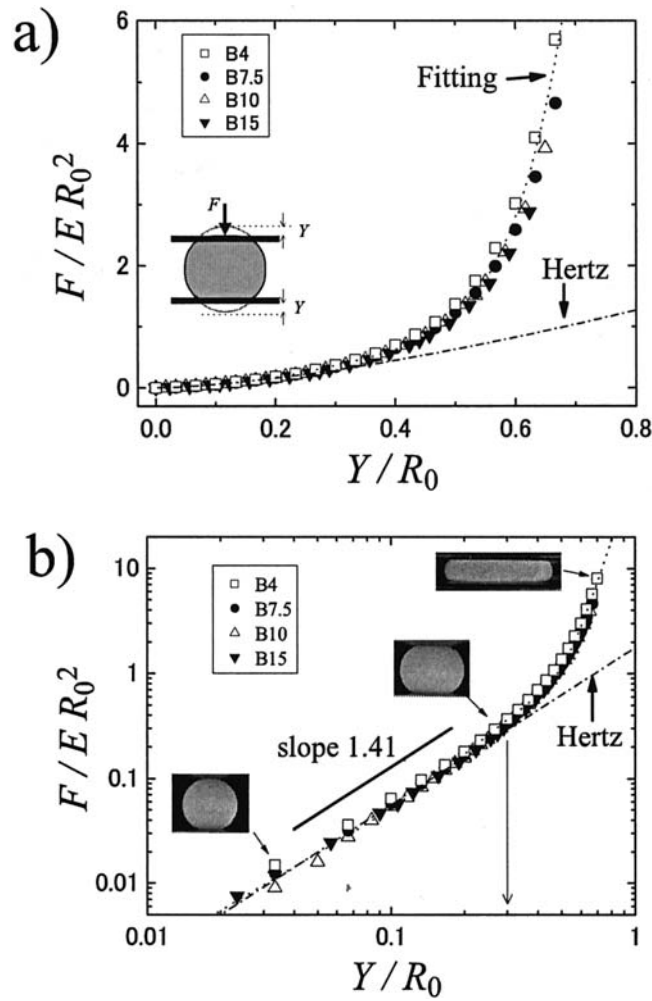 a)
6
4
2
0
F / E R₀²
B4
B7.5
B10
B15
Fitting
F
Y
Y
Hertz
0.0 0.2 0.4 0.6 0.8
Y / R₀
b)
10
1
0.1
0.01
F / E R₀²
B4
B7.5
B10
B15
slope 1.41
Hertz
0.01 0.1 1
Y / R₀